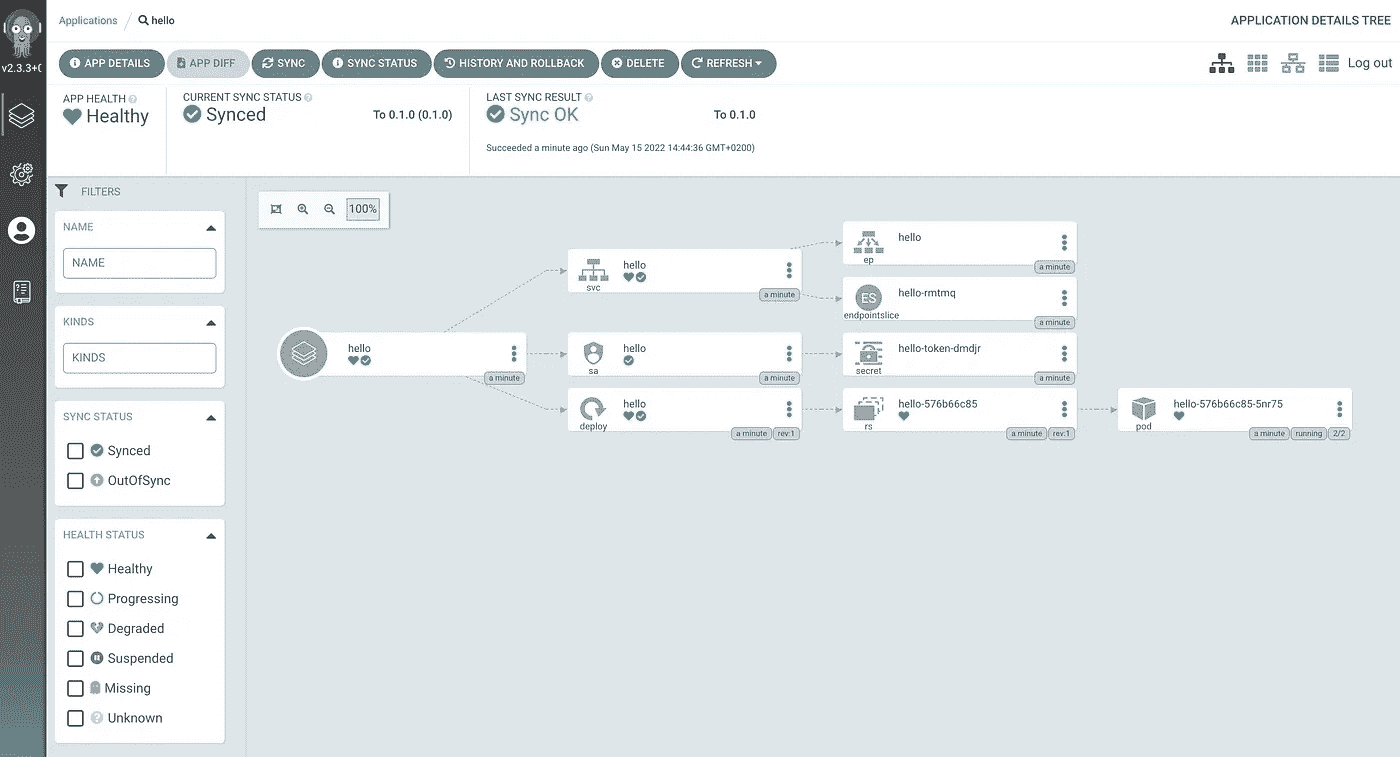 Applications / hello
APPLICATION DETAILS TREE
v2.3.3+(
APP DETAILS APP DIFF SYNC SYNC STATUS HISTORY AND ROLLBACK DELETE REFRESH
Log out
APP HEALTH
Healthy
CURRENT SYNC STATUS
Synced To 0.1.0 (0.1.0)
LAST SYNC RESULT
Sync OK To 0.1.0
Succeeded a minute ago (Sun May 15 2022 14:44:36 GMT+0200)
FILTERS
NAME
NAME
KINDS
KINDS
SYNC STATUS
Synced
OutOfSync
HEALTH STATUS
Healthy
Progressing
Degraded
Suspended
Missing
Unknown
100%
hello
a minute
hello
svc
a minute
hello
sa
a minute
hello
deploy
a minute rev:1
hello
ep
a minute
ES
hello-rmtmq
endpointslice
a minute
hello-token-dmdjr
secret
a minute
hello-576b66c85
rs
a minute rev:1
hello-576b66c85-5nr75
pod
a minute running 2/2